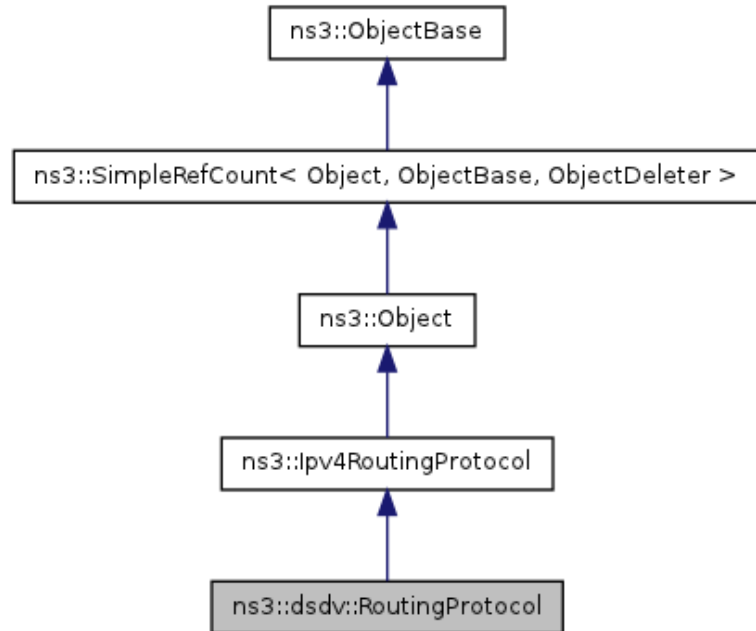 ns3::ObjectBase
ns3::SimpleRefCount< Object, ObjectBase, ObjectDeleter >
ns3::Object
ns3::Ipv4RoutingProtocol
ns3::dsdv::RoutingProtocol